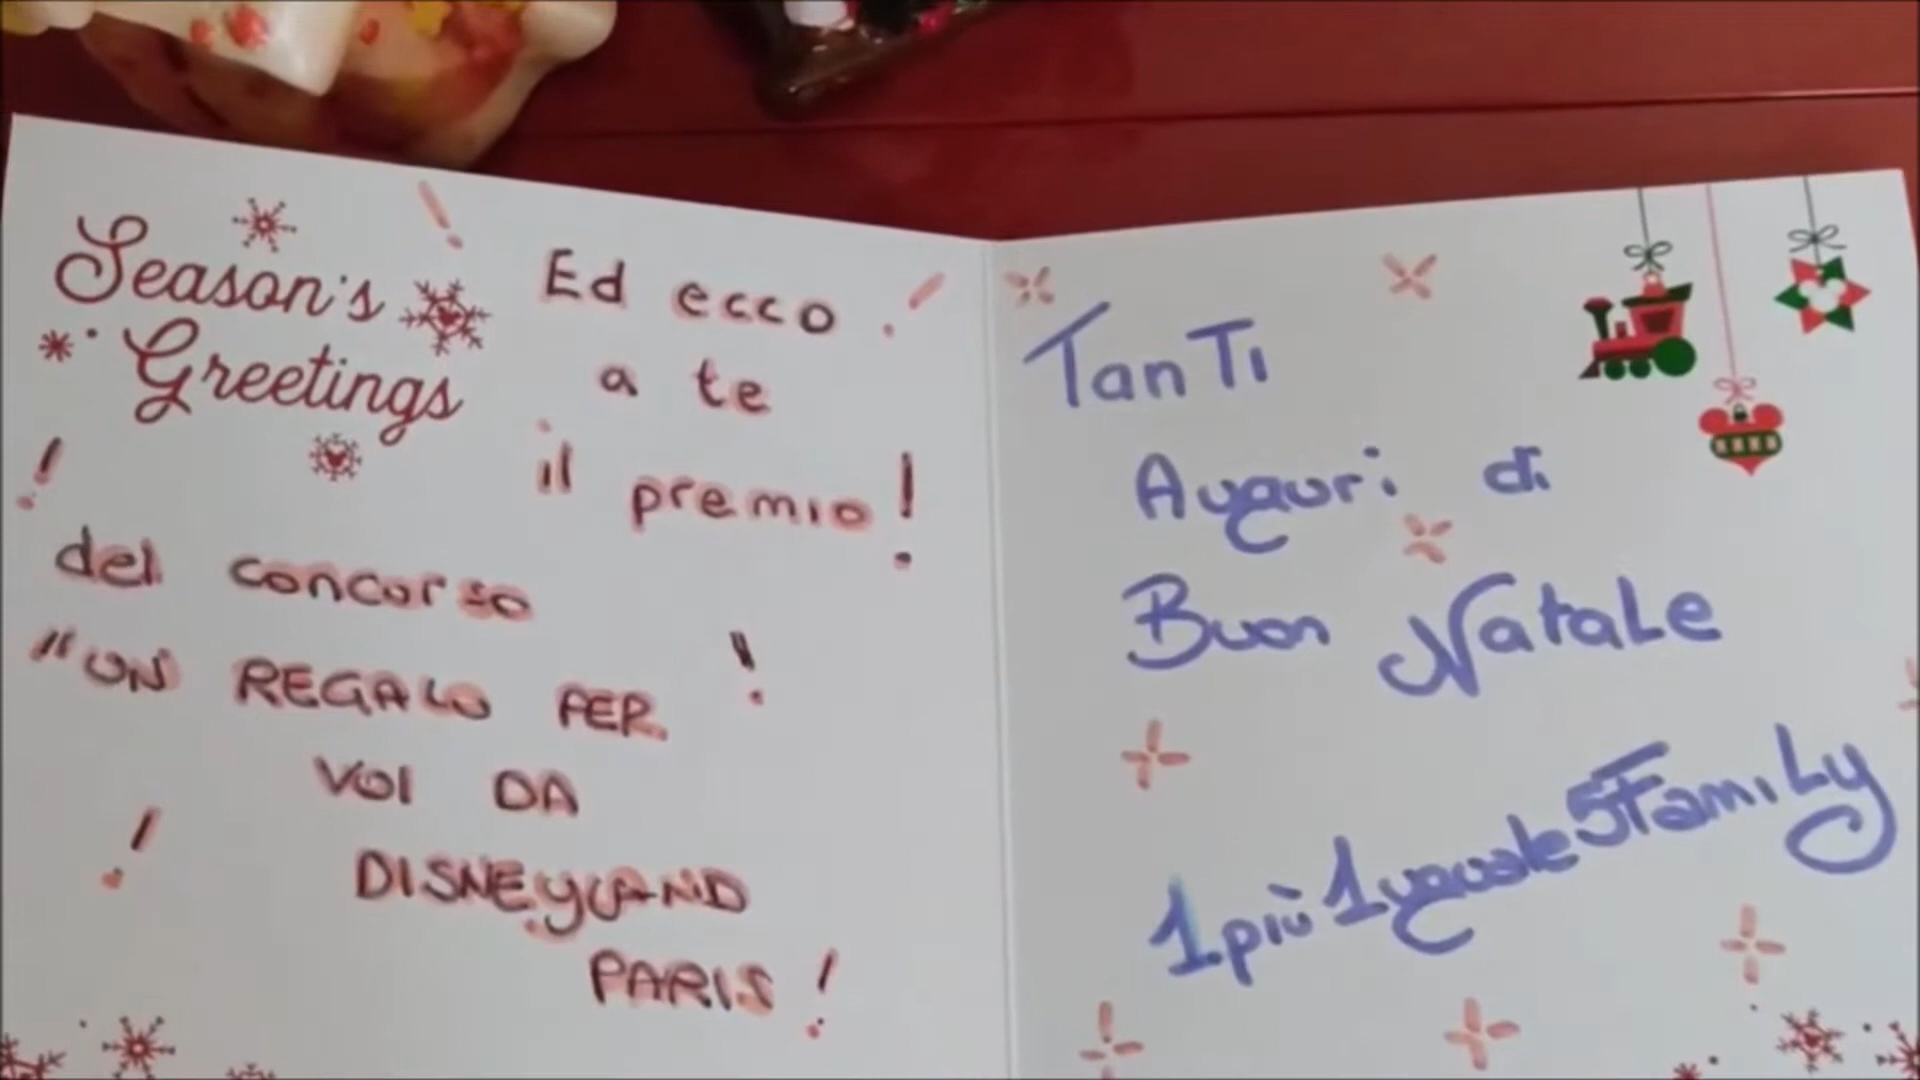 Season's
Greetings
Ed ecco
a te
il premio!
del concorso
"UN REGALO PER
VOI DA
DISNEYLAND
PARIS!
TanTi
Auguri di
Buon Natale
1più1uguale5FamiLy